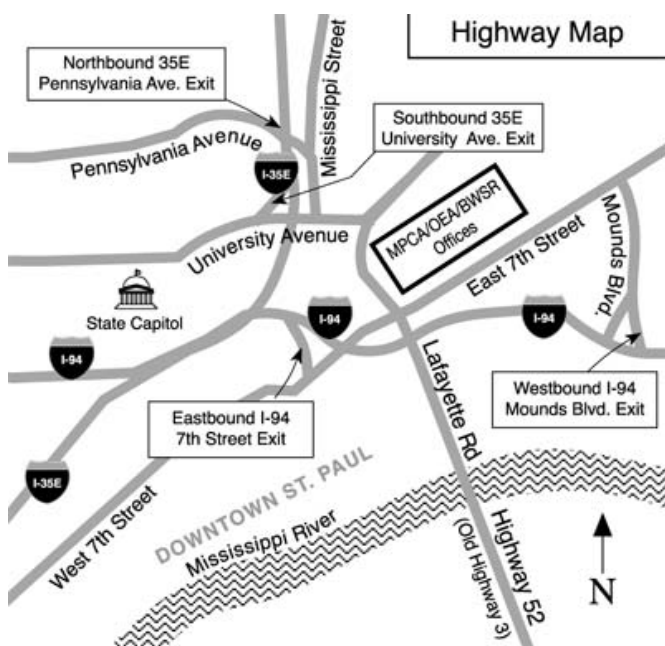 Highway Map
Northbound 35E
Pennsylvania Ave. Exit
Mississippi Street
Southbound 35E
University Ave. Exit
Pennsylvania Avenue
I-35E
University Avenue
MPCA/OEA/BWSR
Offices
East 7th Street
Mounds Blvd.
State Capitol
I-94
I-94
I-94
Eastbound I-94
7th Street Exit
Lafayette Rd
Westbound I-94
Mounds Blvd. Exit
I-35E
West 7th Street
DOWNTOWN ST. PAUL
Mississippi River
Highway 52
(Old Highway 3)
N